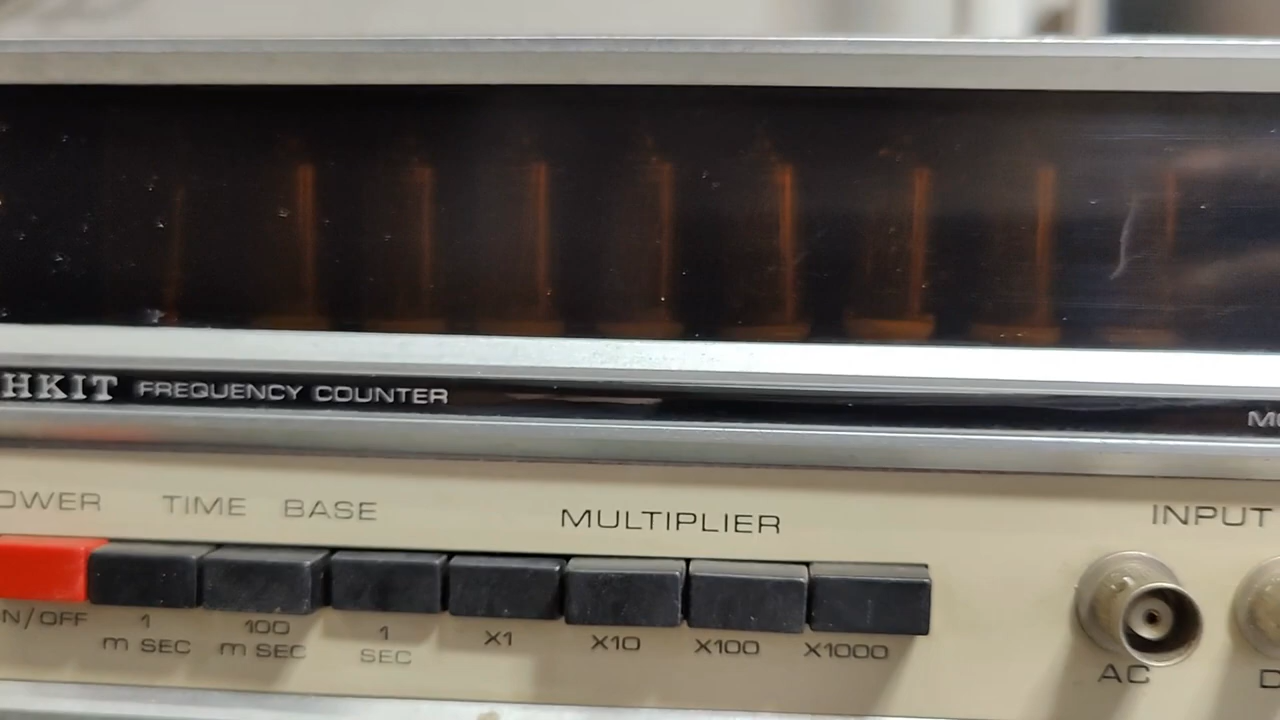 HKIT FREQUENCY COUNTER
MO
OWER TIME BASE MULTIPLIER INPUT
N/OFF 1 m SEC 100 m SEC 1 SEC X1 X10 X100 X1000
AC D